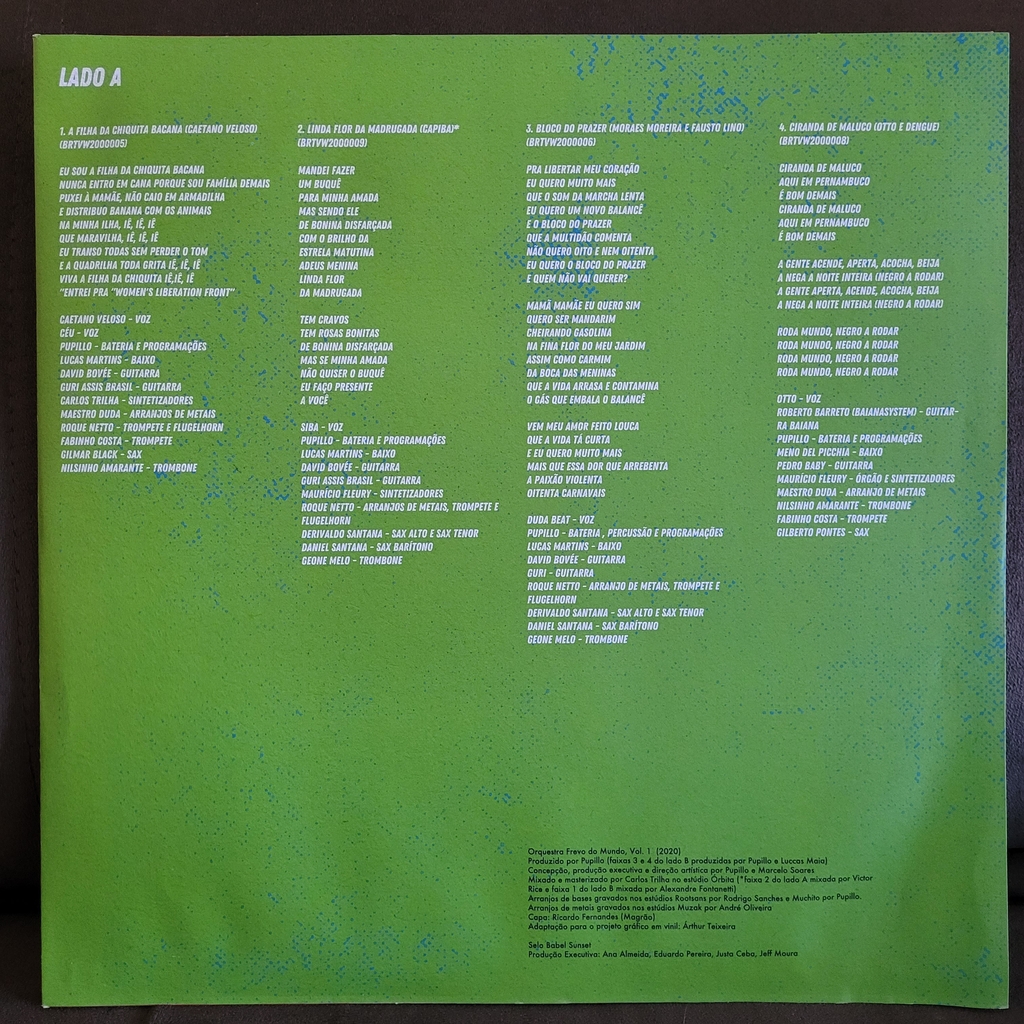 LADO A
1. A FILHA DA CHIQUITA BACANA (CAETANO VELOSO)
(BRTVW2000005)
EU SOU A FILHA DA CHIQUITA BACANA
NUNCA ENTRO EM CANA PORQUE SOU FAMÍLIA DEMAIS
PUXEI À MAMÃE, NÃO CAIO EM ARMADILHA
E DISTRIBUO BANANA COM OS ANIMAIS
NA MINHA ILHA, IÊ, IÊ, IÊ
QUE MARAVILHA, IÊ, IÊ, IÊ
EU TRANSO TODAS SEM PERDER O TOM
E A QUADRILHA TODA GRITA IÊ, IÊ, IÊ
VIVA A FILHA DA CHIQUITA IÊ,IÊ, IÊ
"ENTREI PRA "WOMEN'S LIBERATION FRONT"
CAETANO VELOSO - VOZ
CÉU - VOZ
PUPILLO - BATERIA E PROGRAMAÇÕES
LUCAS MARTINS - BAIXO
DAVID BOVÉE - GUITARRA
GURI ASSIS BRASIL - GUITARRA
CARLOS TRILHA - SINTETIZADORES
MAESTRO DUDA - ARRANJOS DE METAIS
ROQUE NETTO - TROMPETE E FLUGELHORN
FABINHO COSTA - TROMPETE
GILMAR BLACK - SAX
NILSINHO AMARANTE - TROMBONE
2. LINDA FLOR DA MADRUGADA (CAPIBA)*
(BRTVW2000009)
MANDEI FAZER
UM BUQUÊ
PARA MINHA AMADA
MAS SENDO ELE
DE BONINA DISFARÇADA
COM O BRILHO DA
ESTRELA MATUTINA
ADEUS MENINA
LINDA FLOR
DA MADRUGADA
TEM CRAVOS
TEM ROSAS BONITAS
DE BONINA DISFARÇADA
MAS SE MINHA AMADA
NÃO QUISER O BUQUÊ
EU FAÇO PRESENTE
A VOCÊ
SIBA - VOZ
PUPILLO - BATERIA E PROGRAMAÇÕES
LUCAS MARTINS - BAIXO
DAVID BOVÉE - GUITARRA
GURI ASSIS BRASIL - GUITARRA
MAURÍCIO FLEURY - SINTETIZADORES
ROQUE NETTO - ARRANJOS DE METAIS, TROMPETE E
FLUGELHORN
DERIVALDO SANTANA - SAX ALTO E SAX TENOR
DANIEL SANTANA - SAX BARÍTONO
GEONE MELO - TROMBONE
3. BLOCO DO PRAZER (MORAES MOREIRA E FAUSTO LINO)
(BRTVW2000006)
PRA LIBERTAR MEU CORAÇÃO
EU QUERO MUITO MAIS
QUE O SOM DA MARCHA LENTA
EU QUERO UM NOVO BALANCÊ
E O BLOCO DO PRAZER
QUE A MULTIDÃO COMENTA
NÃO QUERO OITO E NEM OITENTA
EU QUERO O BLOCO DO PRAZER
E QUEM NÃO VAI QUERER?
MAMÃ MAMÃE EU QUERO SIM
QUERO SER MANDARIM
CHEIRANDO GASOLINA
NA FINA FLOR DO MEU JARDIM
ASSIM COMO CARMIM
DA BOCA DAS MENINAS
QUE A VIDA ARRASA E CONTAMINA
O GÁS QUE EMBALA O BALANCÊ
VEM MEU AMOR FEITO LOUCA
QUE A VIDA TÁ CURTA
E EU QUERO MUITO MAIS
MAIS QUE ESSA DOR QUE ARREBENTA
A PAIXÃO VIOLENTA
OITENTA CARNAVAIS
DUDA BEAT - VOZ
PUPILLO - BATERIA , PERCUSSÃO E PROGRAMAÇÕES
LUCAS MARTINS - BAIXO
DAVID BOVÉE - GUITARRA
GURI - GUITARRA
ROQUE NETTO - ARRANJO DE METAIS, TROMPETE E
FLUGELHORN
DERIVALDO SANTANA - SAX ALTO E SAX TENOR
DANIEL SANTANA - SAX BARÍTONO
GEONE MELO - TROMBONE
4. CIRANDA DE MALUCO (OTTO E DENGUE)
(BRTVW2000008)
CIRANDA DE MALUCO
AQUI EM PERNAMBUCO
É BOM DEMAIS
CIRANDA DE MALUCO
AQUI EM PERNAMBUCO
É BOM DEMAIS
A GENTE ACENDE, APERTA, ACOCHA, BEIJA
A NEGA A NOITE INTEIRA (NEGRO A RODAR)
A GENTE APERTA, ACENDE, ACOCHA, BEIJA
A NEGA A NOITE INTEIRA (NEGRO A RODAR)
RODA MUNDO, NEGRO A RODAR
RODA MUNDO, NEGRO A RODAR
RODA MUNDO, NEGRO A RODAR
RODA MUNDO, NEGRO A RODAR
OTTO - VOZ
ROBERTO BARRETO (BAIANASYSTEM) - GUITAR-
RA BAIANA
PUPILLO - BATERIA E PROGRAMAÇÕES
MENO DEL PICCHIA - BAIXO
PEDRO BABY - GUITARRA
MAURÍCIO FLEURY - ÓRGÃO E SINTETIZADORES
MAESTRO DUDA - ARRANJO DE METAIS
NILSINHO AMARANTE - TROMBONE
FABINHO COSTA - TROMPETE
GILBERTO PONTES - SAX
Orquestra Frevo do Mundo, Vol. 1 (2020)
Produzido por Pupillo (faixas 3 e 4 do lado B produzidas por Pupillo e Luccas Maia)
Concepção, produção executiva e direção artística por Pupillo e Marcelo Soares
Mixado e masterizado por Carlos Trilha no estúdio Órbita (*faixa 2 do lado A mixada por Victor
Rice e faixa 1 do lado B mixada por Alexandre Fontanetti)
Arranjos de bases gravados nos estúdios Rootsans por Rodrigo Sanches e Muchito por Pupillo.
Arranjos de metais gravados nos estúdios Muzak por André Oliveira
Capa: Ricardo Fernandes (Magrão)
Adaptação para o projeto gráfico em vinil: Arthur Teixeira
Selo Babel Sunset
Produção Executiva: Ana Almeida, Eduardo Pereira, Justa Ceba, Jeff Moura